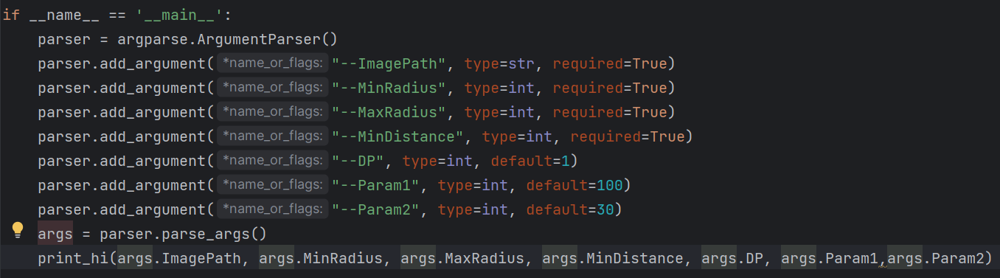 if __name__ == '__main__':
    parser = argparse.ArgumentParser()
    parser.add_argument(*name_or_flags: "--ImagePath", type=str, required=True)
    parser.add_argument(*name_or_flags: "--MinRadius", type=int, required=True)
    parser.add_argument(*name_or_flags: "--MaxRadius", type=int, required=True)
    parser.add_argument(*name_or_flags: "--MinDistance", type=int, required=True)
    parser.add_argument(*name_or_flags: "--DP", type=int, default=1)
    parser.add_argument(*name_or_flags: "--Param1", type=int, default=100)
    parser.add_argument(*name_or_flags: "--Param2", type=int, default=30)
    args = parser.parse_args()
    print_hi(args.ImagePath, args.MinRadius, args.MaxRadius, args.MinDistance, args.DP, args.Param1,args.Param2)